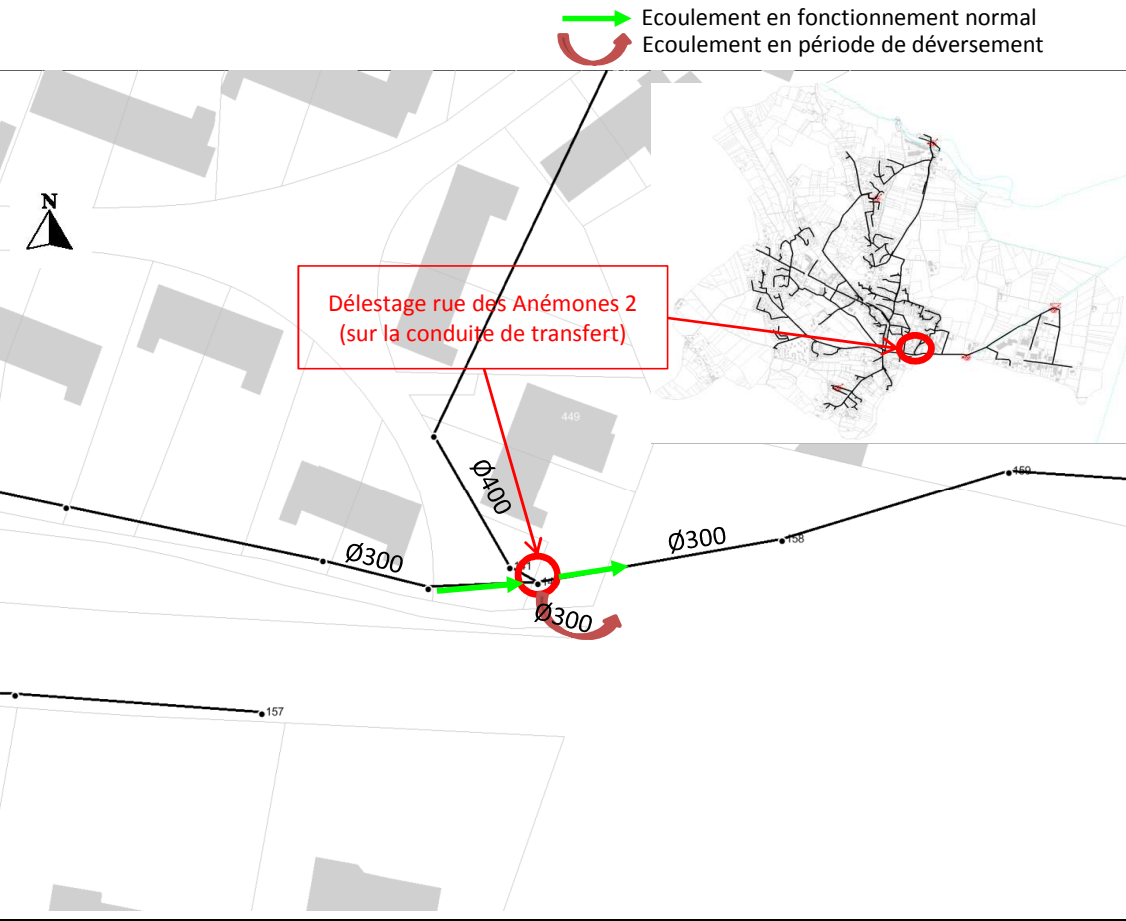 Ecoulement en fonctionnement normal
Ecoulement en période de déversement
N
Délestage rue des Anémones 2
(sur la conduite de transfert)
449
Ø400
159
Ø300
158
Ø300
Ø300
157